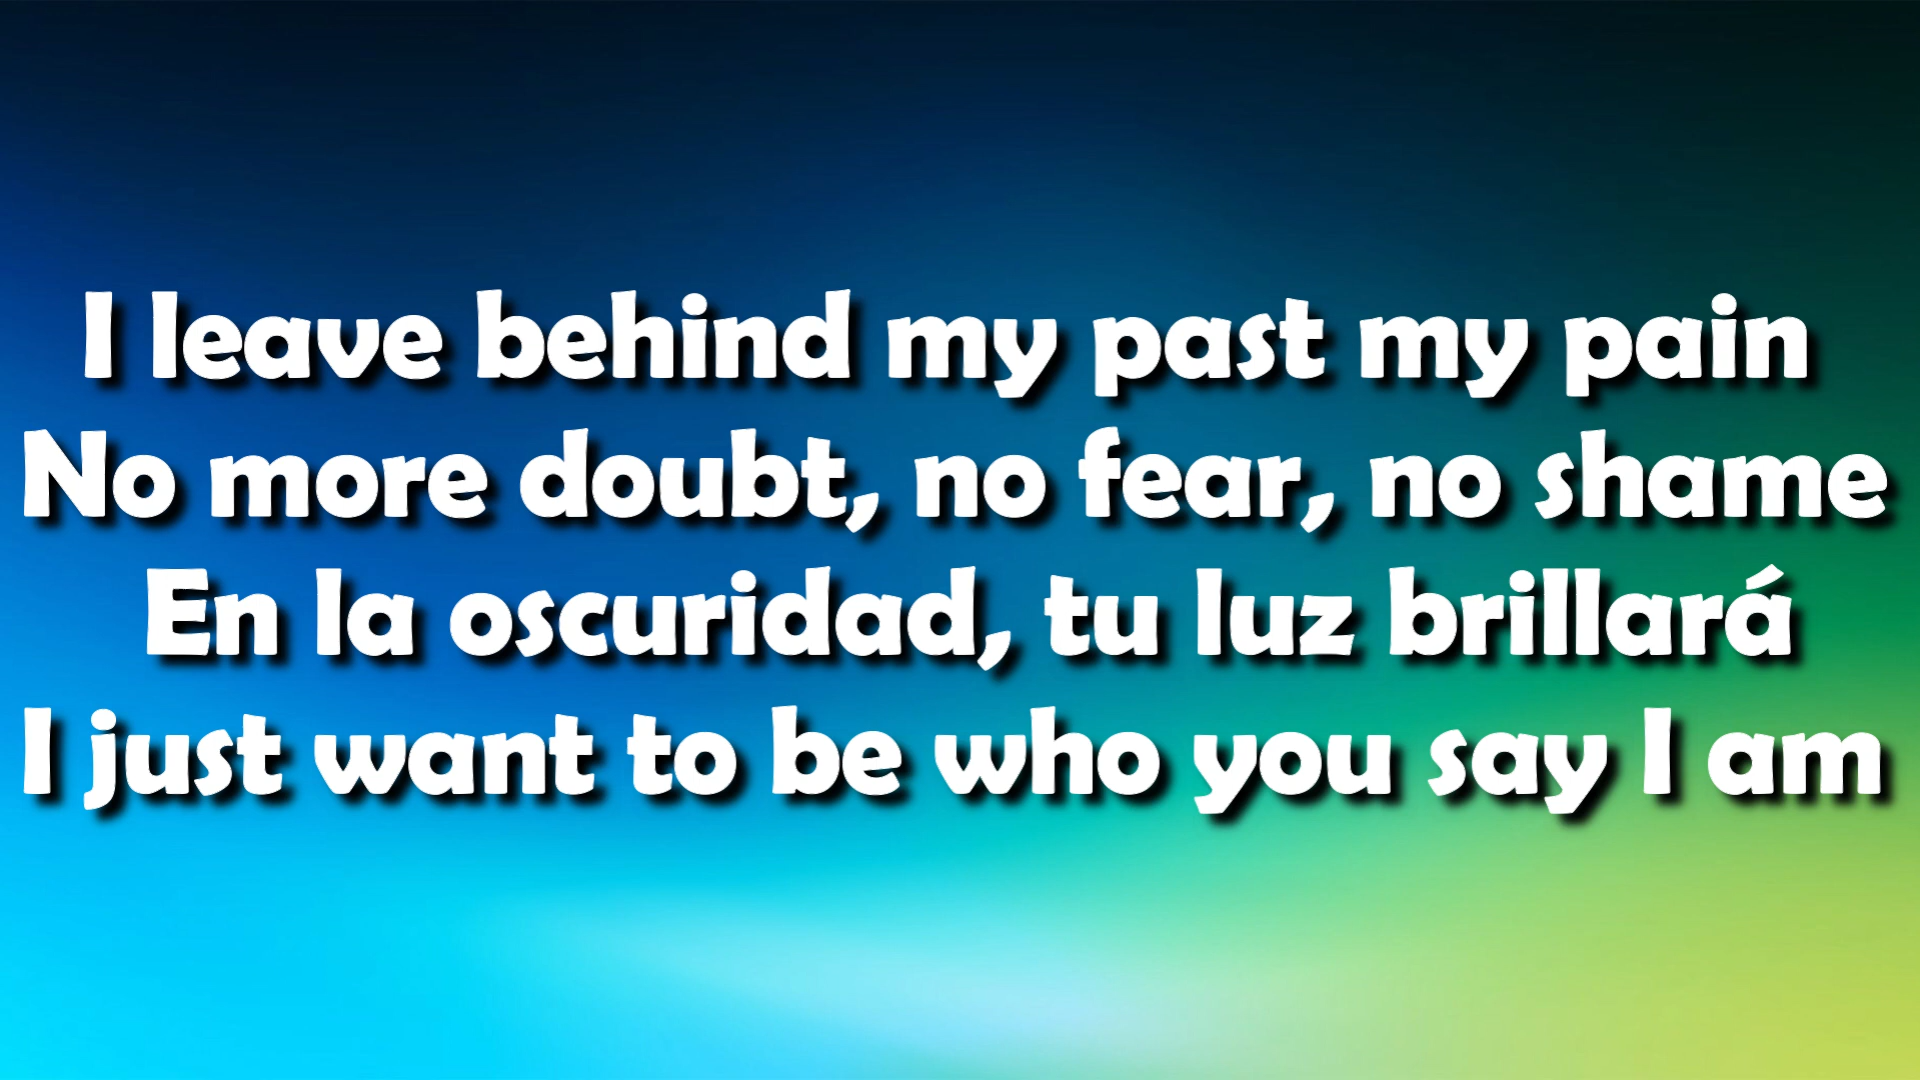 I leave behind my past my pain
No more doubt, no fear, no shame
En la oscuridad, tu luz brillará
I just want to be who you say I am